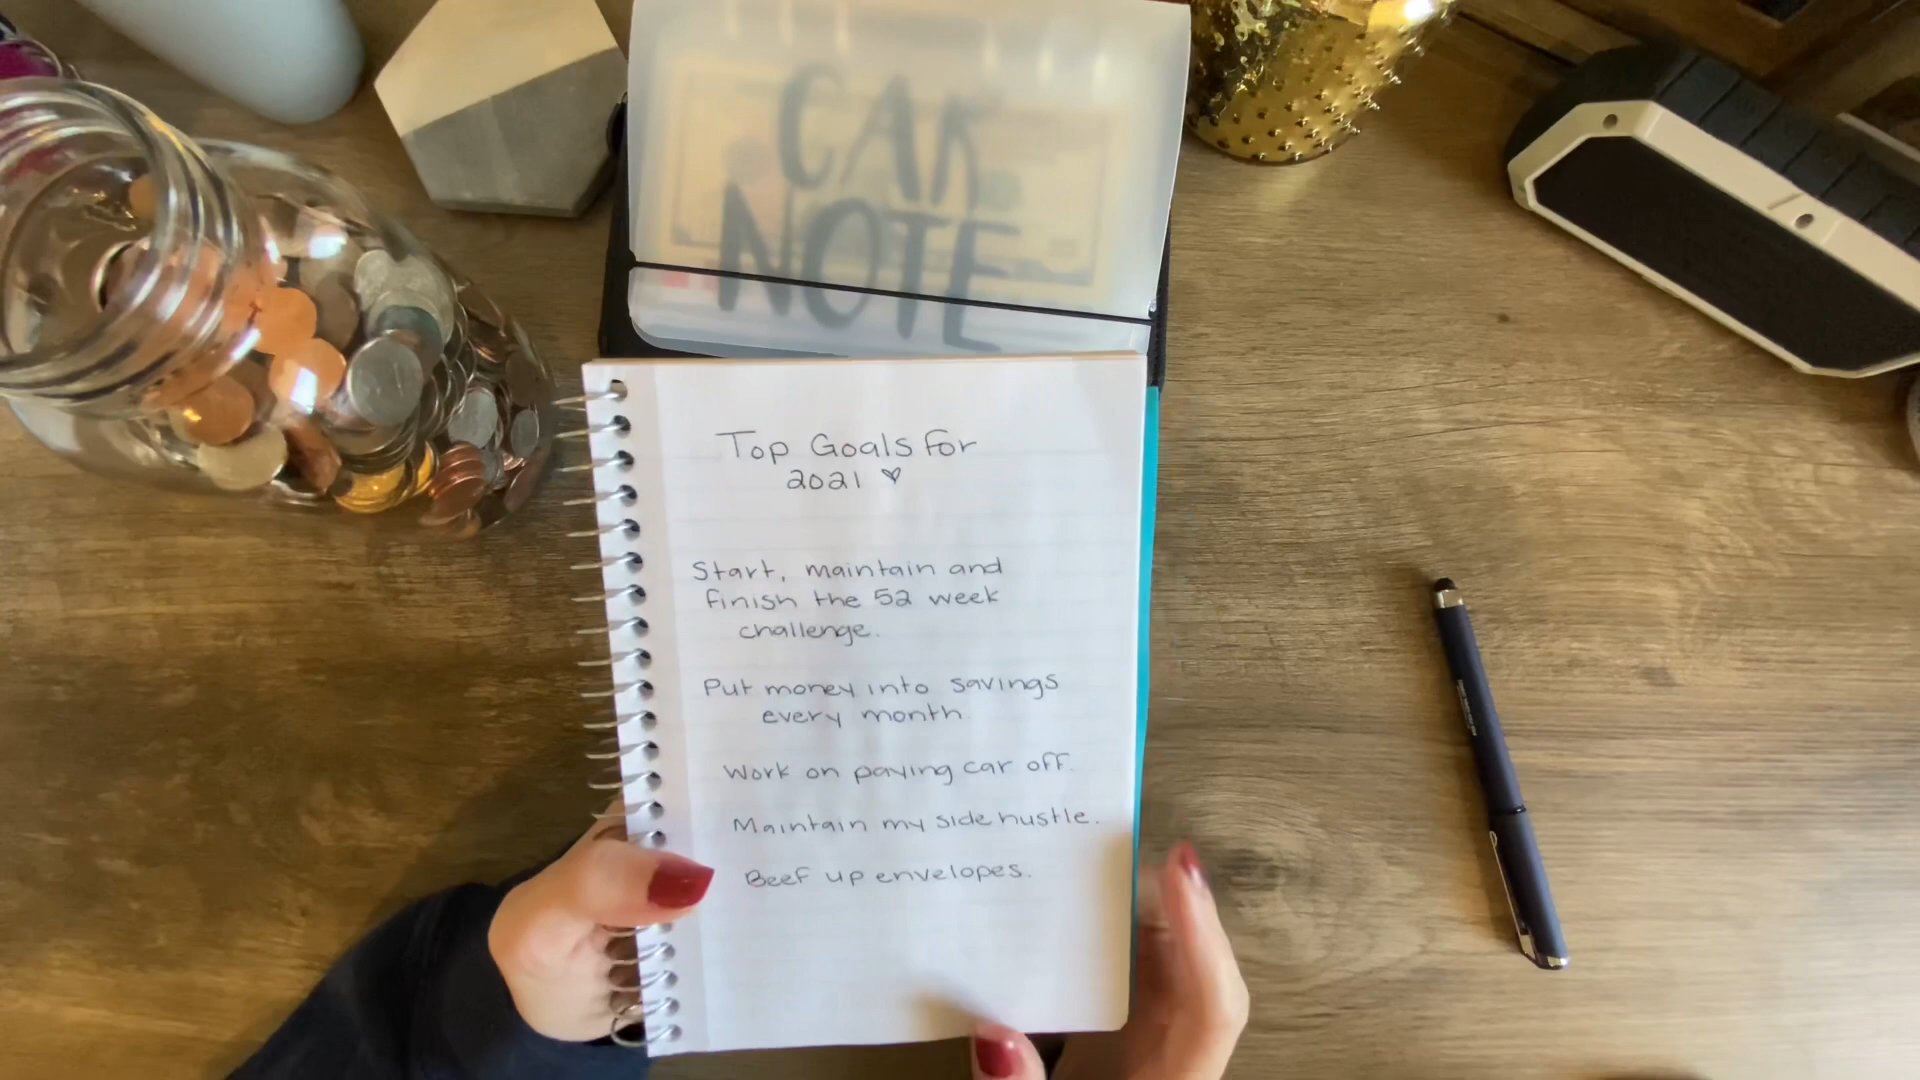 CAR
NOTE
Top Goals for
2021 ♡
Start, maintain and
finish the 52 week
challenge.
Put money into savings
every month.
Work on paying car off.
Maintain my side hustle.
Beef up envelopes.